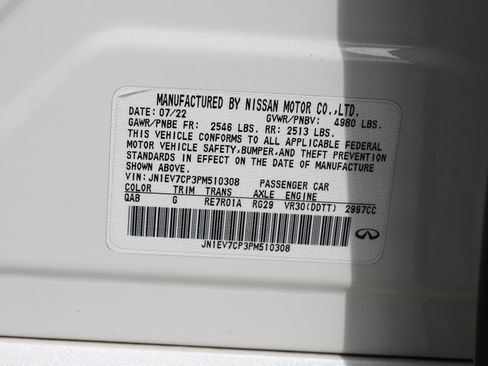 MANUFACTURED BY NISSAN MOTOR CO.,LTD.
DATE: 07/22 GVWR/PNBV: 4980 LBS.
GAWR/PNBE FR: 2546 LBS. RR: 2513 LBS.
THIS VEHICLE CONFORMS TO ALL APPLICABLE FEDERAL
MOTOR VEHICLE SAFETY,BUMPER,AND THEFT PREVENTION
STANDARDS IN EFFECT ON THE DATE OF MANUFACTURE
SHOWN ABOVE.
VIN: JN1EV7CP3PM510308 PASSENGER CAR
COLOR TRIM TRANS AXLE ENGINE
QAB G RE7R01A RG29 VR30(DDTT) 2997CC
JN1EV7CP3PM510308